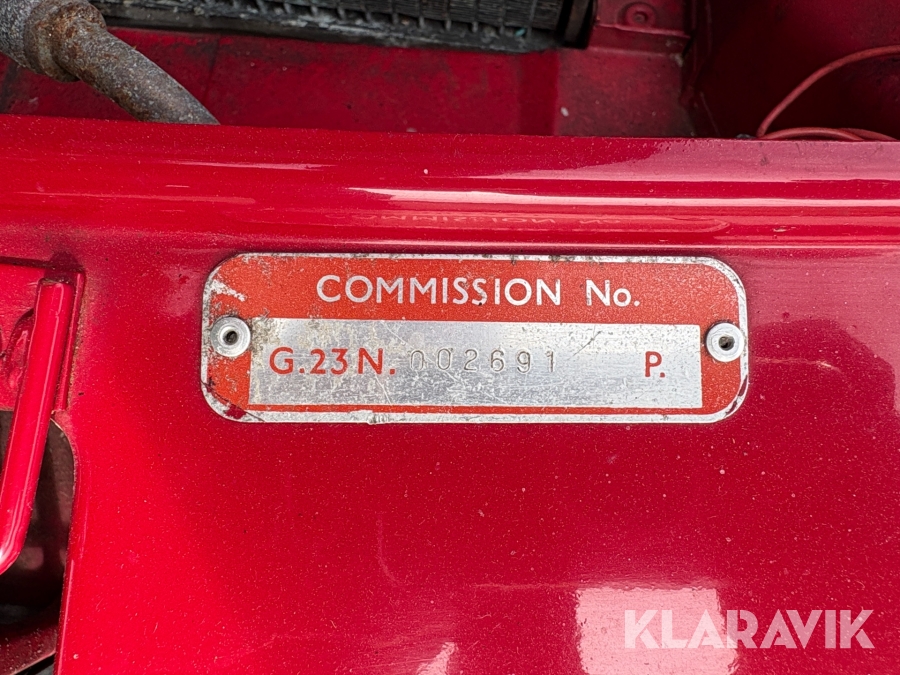 COMMISSION No.
G.23N. 002691 P.
KLARAVIK